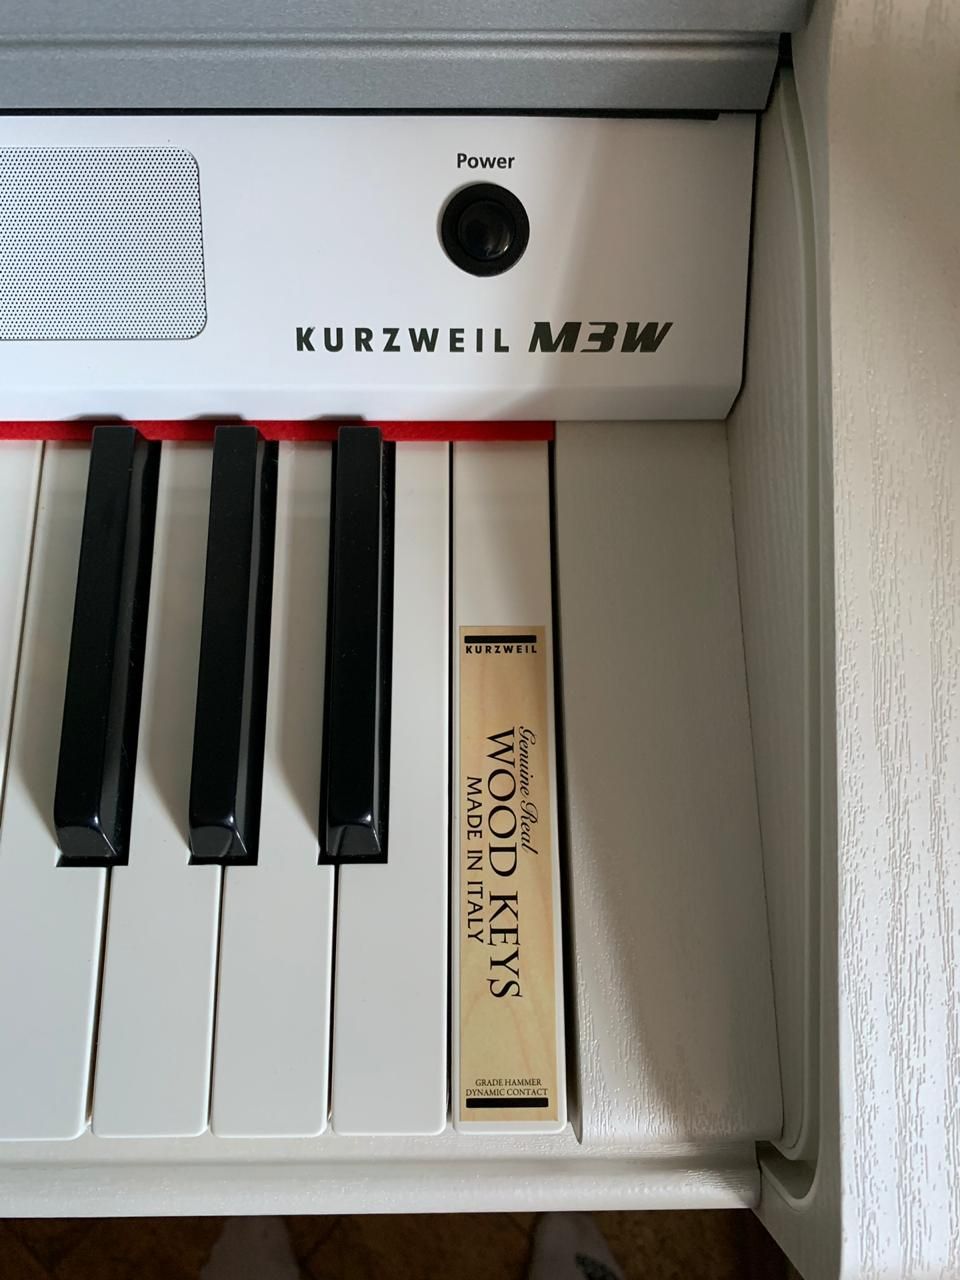 Power
KURZWEIL M3W
KURZWEIL
Genuine Real
WOOD KEYS
MADE IN ITALY
GRADE HAMMER
DYNAMIC CONTACT